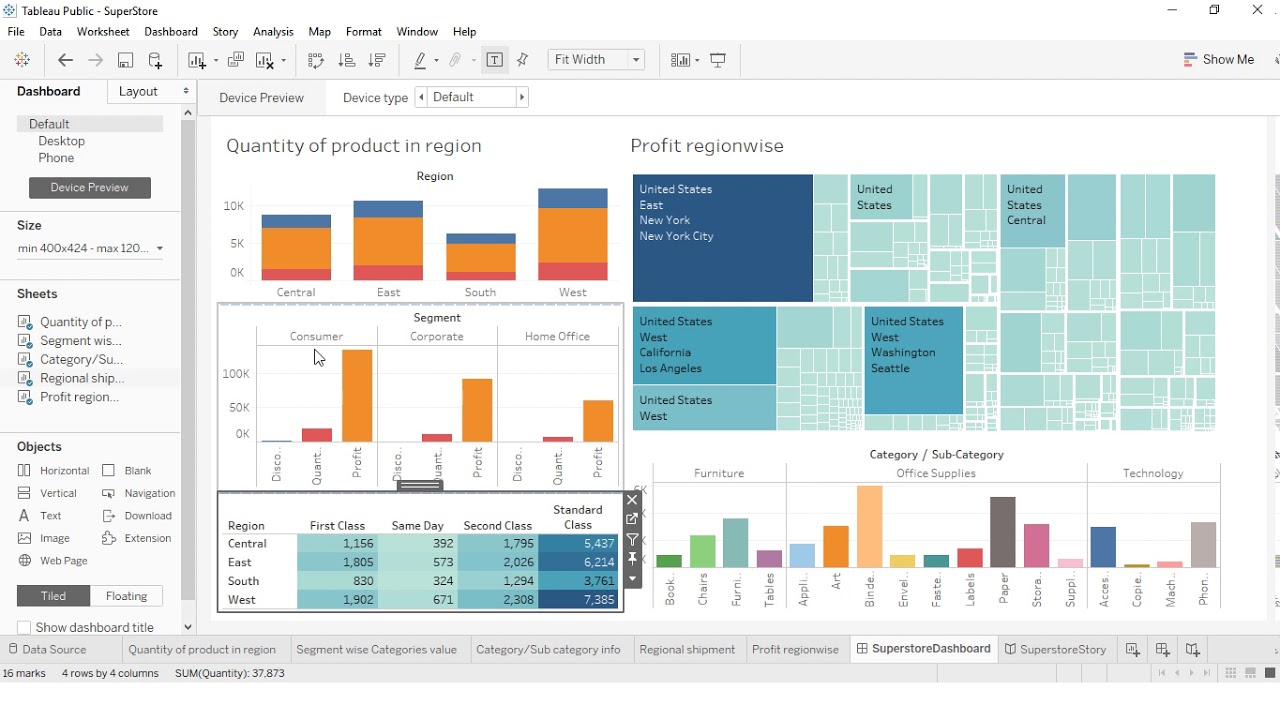 Tableau Public - SuperStore
File Data Worksheet Dashboard Story Analysis Map Format Window Help
Fit Width
Show Me
Dashboard Layout
Device Preview Device type Default
Default
Desktop
Phone
Device Preview
Size
min 400x424 - max 120...
Sheets
Quantity of p...
Segment wis...
Category/Su...
Regional ship...
Profit region...
Objects
Horizontal Blank
Vertical Navigation
Text Download
Image Extension
Web Page
Tiled Floating
Show dashboard title
Quantity of product in region
Region
10K
5K
0K
Central East South West
Segment
Consumer Corporate Home Office
100K
50K
0K
Disco.. Quant.. Profit Disco.. Quant.. Profit Disco.. Quant.. Profit
Region First Class Same Day Second Class Standard Class
Central 1,156 392 1,795 5,437
East 1,805 573 2,026 6,214
South 830 324 1,294 3,761
West 1,902 671 2,308 7,385
Profit regionwise
United States
East
New York
New York City
United
States
United
States
Central
United States
West
California
Los Angeles
United States
West
Washington
Seattle
United States
West
Category / Sub-Category
Furniture Office Supplies Technology
Book.. Chairs Furni.. Tables Appli.. Art Binde.. Envel.. Faste.. Labels Paper Stora.. Suppl.. Acces.. Copie.. Mach.. Phon..
Data Source Quantity of product in region Segment wise Categories value Category/Sub category info Regional shipment Profit regionwise SuperstoreDashboard SuperstoreStory
16 marks 4 rows by 4 columns SUM(Quantity): 37,873